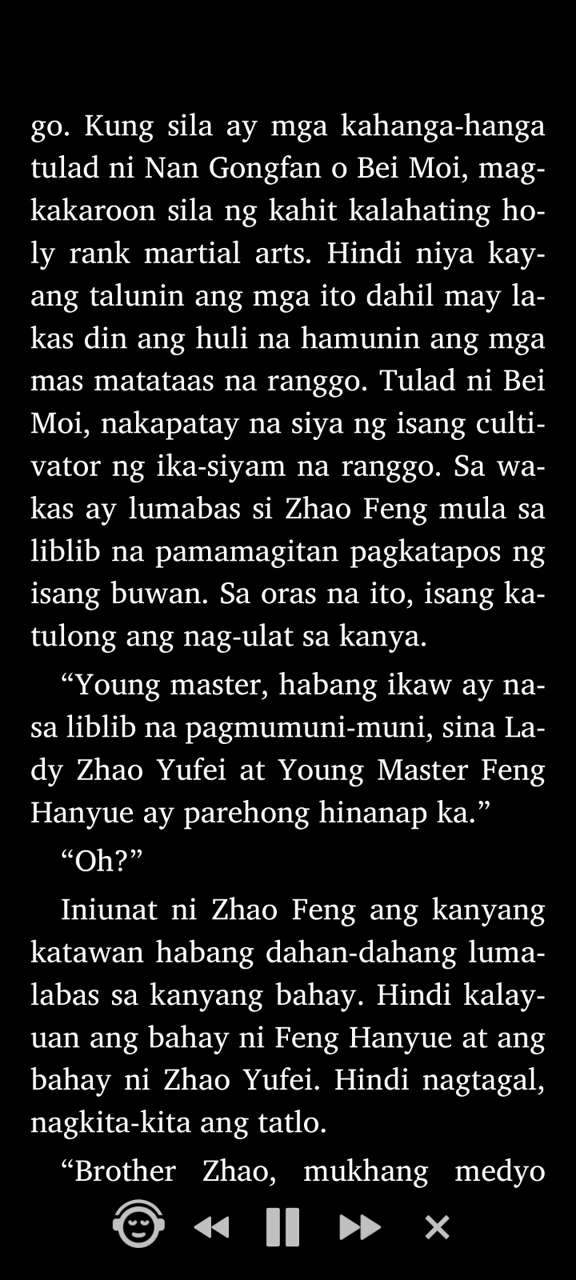 go. Kung sila ay mga kahanga-hanga
tulad ni Nan Gongfan o Bei Moi, mag-
kakaroon sila ng kahit kalahating ho-
ly rank martial arts. Hindi niya kay-
ang talunin ang mga ito dahil may la-
kas din ang huli na hamunin ang mga
mas matataas na ranggo. Tulad ni Bei
Moi, nakapatay na siya ng isang culti-
vator ng ika-siyam na ranggo. Sa wa-
kas ay lumabas si Zhao Feng mula sa
liblib na pamamagitan pagkatapos ng
isang buwan. Sa oras na ito, isang ka-
tulong ang nag-ulat sa kanya.
“Young master, habang ikaw ay na-
sa liblib na pagmumuni-muni, sina La-
dy Zhao Yufei at Young Master Feng
Hanyue ay parehong hinanap ka.”
“Oh?”
Iniunat ni Zhao Feng ang kanyang
katawan habang dahan-dahang luma-
labas sa kanyang bahay. Hindi kalay-
uan ang bahay ni Feng Hanyue at ang
bahay ni Zhao Yufei. Hindi nagtagal,
nagkita-kita ang tatlo.
“Brother Zhao, mukhang medyo